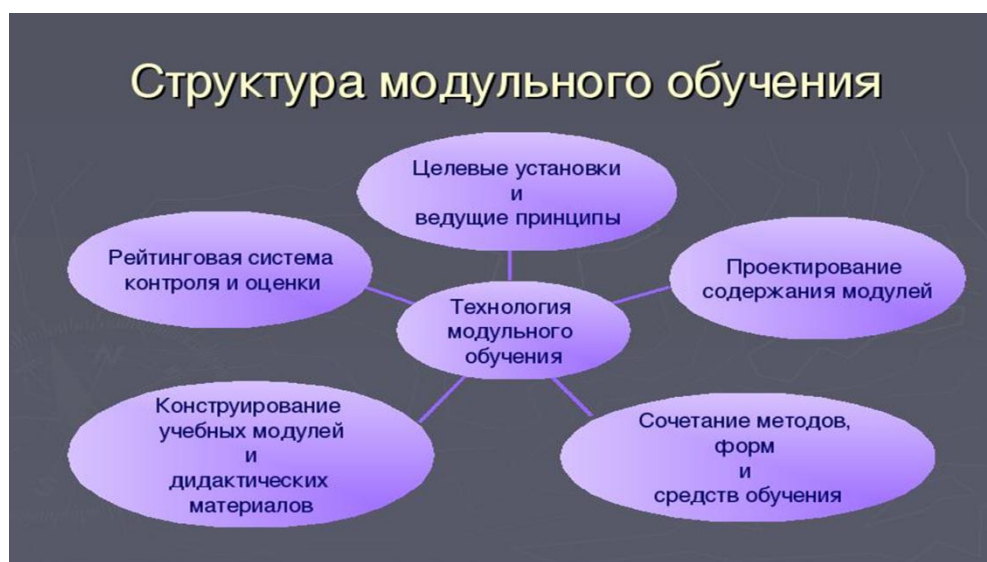 Структура модульного обучения
Целевые установки
и
ведущие принципы
Рейтинговая система
контроля и оценки
Проектирование
содержания модулей
Технология
модульного
обучения
Конструирование
учебных модулей
и
дидактических
материалов
Сочетание методов,
форм
и
средств обучения